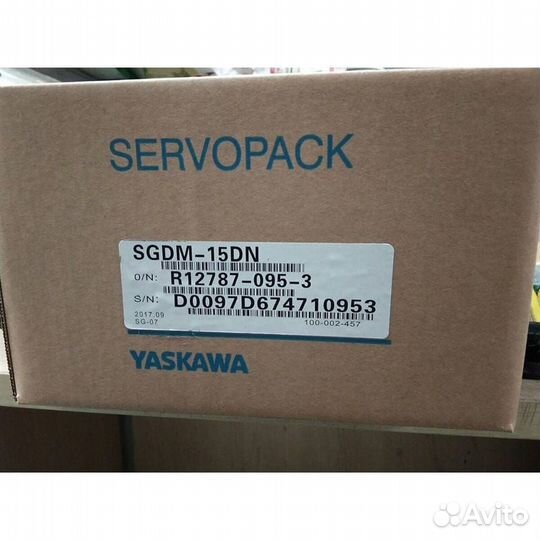 SERVOPACK
SGDM-15DN
O/N: R12787-095-3
S/N: D0097D674710953
2017.09
SG-07 100-002-457
YASKAWA
Avito